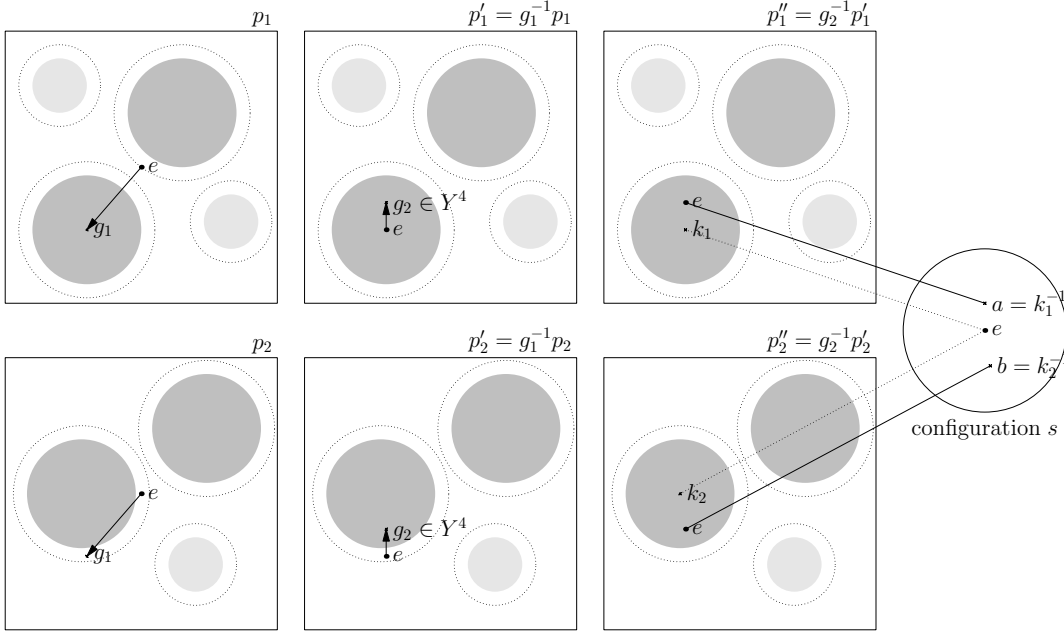 p₁
p′₁ = g₁⁻¹p₁
p″₁ = g₂⁻¹p′₁
e
g₁
g₂ ∈ Y⁴
e
e
k₁
a = k₁⁻¹
e
b = k₂⁻
configuration s
p₂
p′₂ = g₁⁻¹p₂
p″₂ = g₂⁻¹p′₂
e
g₁
g₂ ∈ Y⁴
e
k₂
e